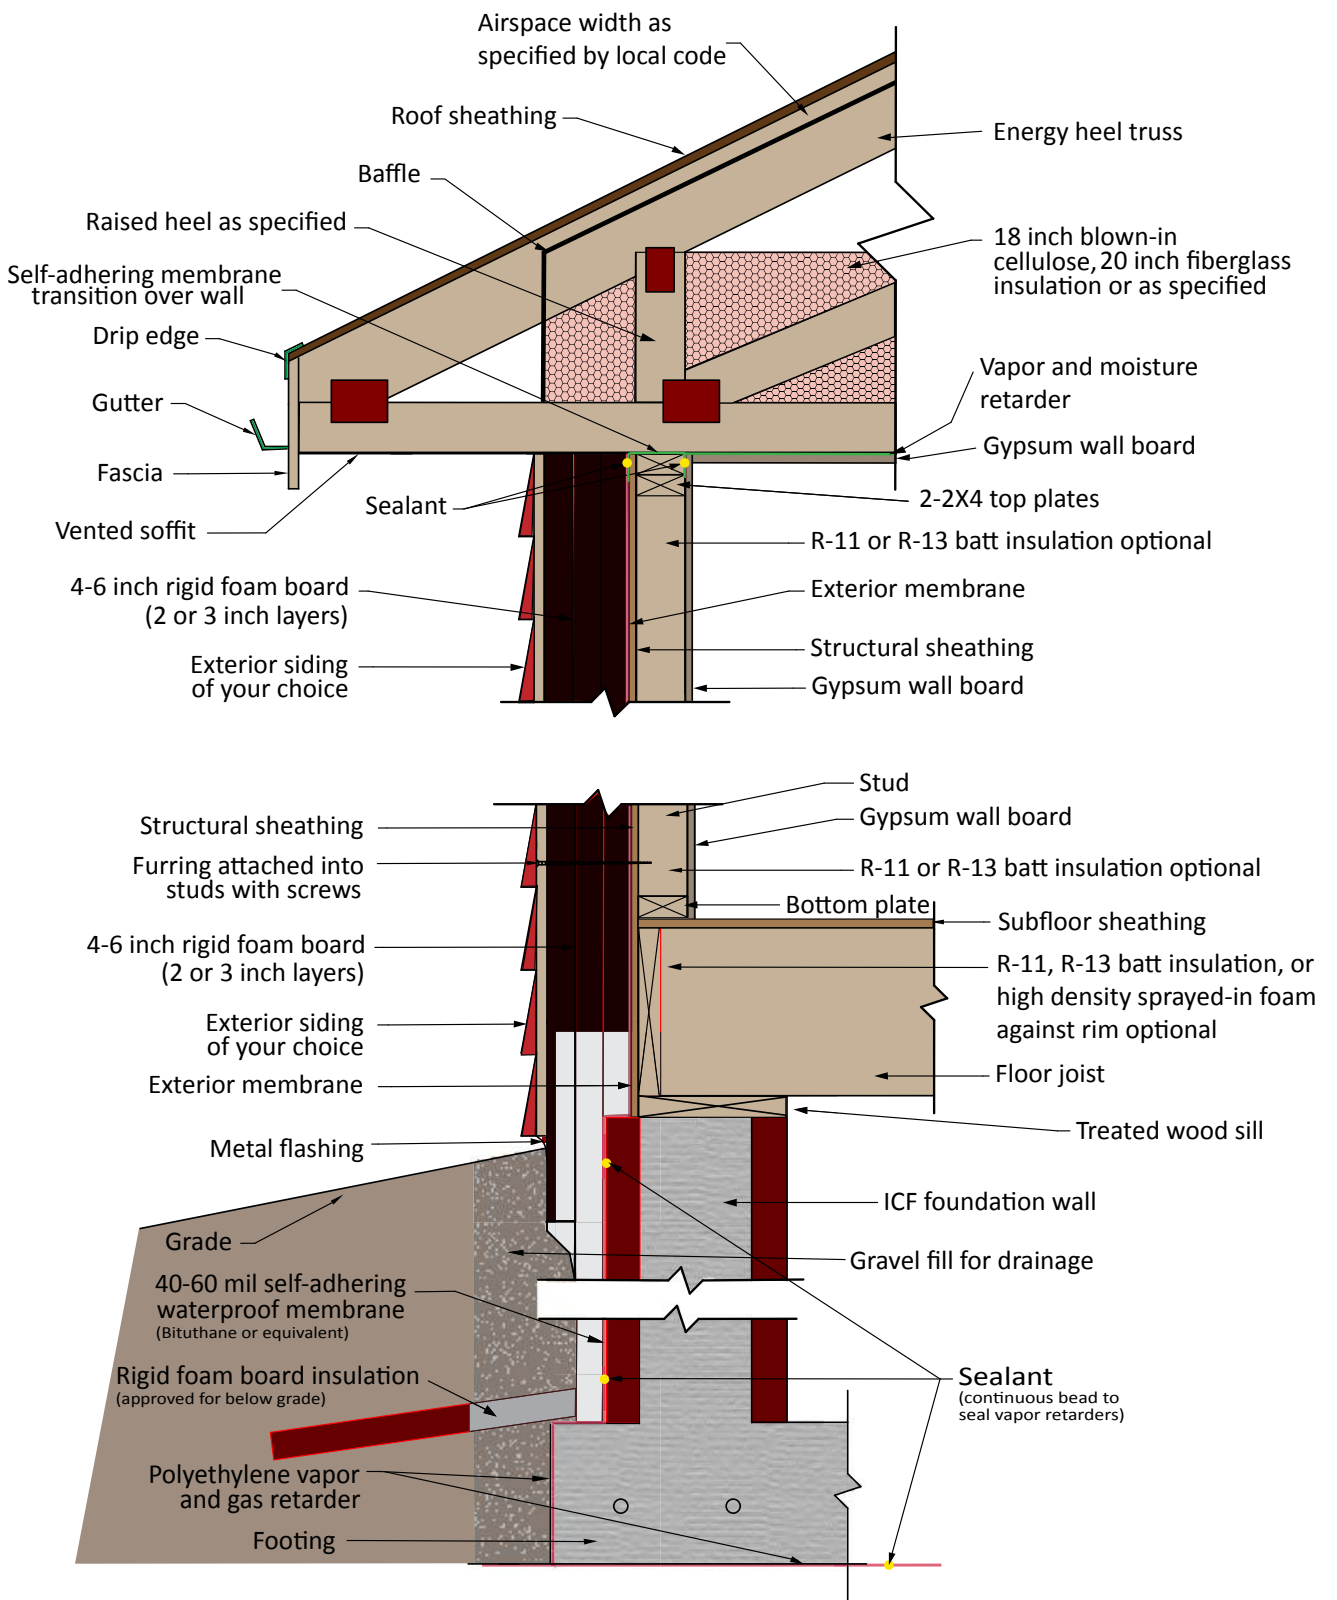 Airspace width as
specified by local code
Roof sheathing
Energy heel truss
Baffle
Raised heel as specified
18 inch blown-in
cellulose, 20 inch fiberglass
insulation or as specified
Self-adhering membrane
transition over wall
Drip edge
Vapor and moisture
retarder
Gutter
Gypsum wall board
Fascia
Sealant
2-2X4 top plates
Vented soffit
R-11 or R-13 batt insulation optional
4-6 inch rigid foam board
(2 or 3 inch layers)
Exterior membrane
Structural sheathing
Exterior siding
of your choice
Gypsum wall board
Stud
Structural sheathing
Gypsum wall board
Furring attached into
studs with screws
R-11 or R-13 batt insulation optional
Bottom plate
Subfloor sheathing
4-6 inch rigid foam board
(2 or 3 inch layers)
R-11, R-13 batt insulation, or
high density sprayed-in foam
against rim optional
Exterior siding
of your choice
Exterior membrane
Floor joist
Metal flashing
Treated wood sill
ICF foundation wall
Grade
Gravel fill for drainage
40-60 mil self-adhering
waterproof membrane
(Bituthane or equivalent)
Rigid foam board insulation
(approved for below grade)
Sealant
(continuous bead to
seal vapor retarders)
Polyethylene vapor
and gas retarder
Footing